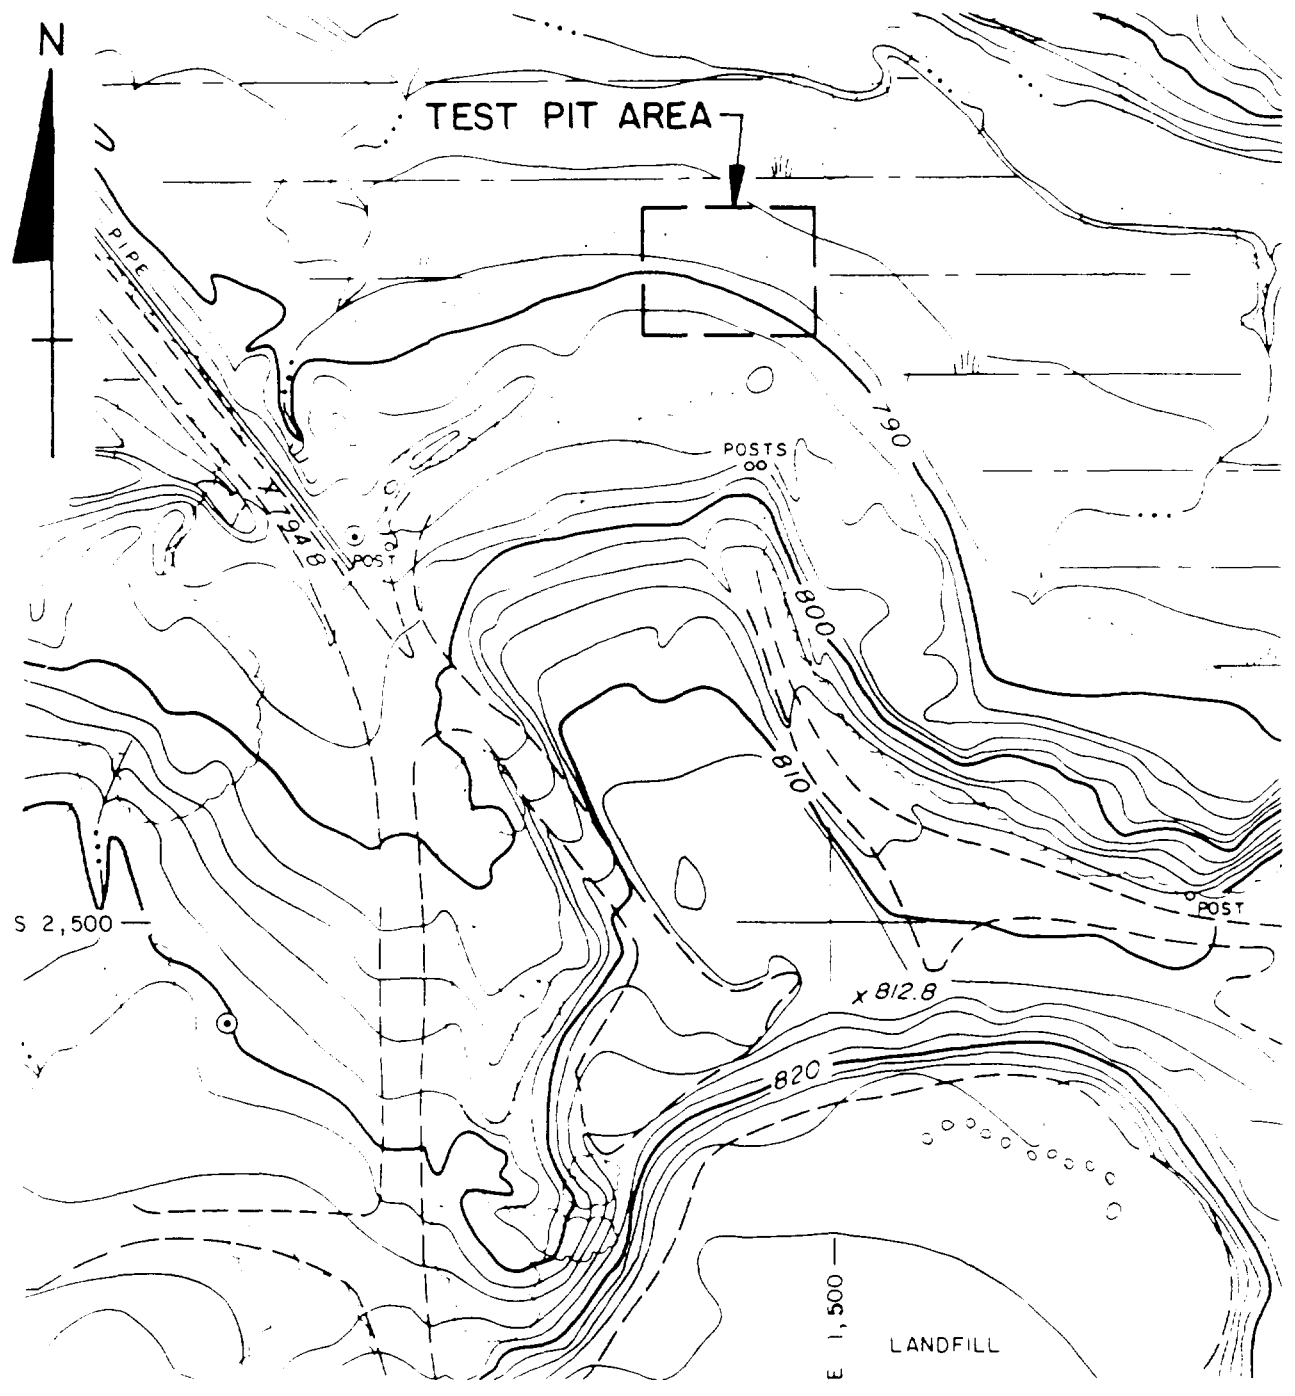 N
TEST PIT AREA
PIPE
790
POSTS
794.8
POST
800
810
S 2,500
POST
x 812.8
820
E 1,500
LANDFILL